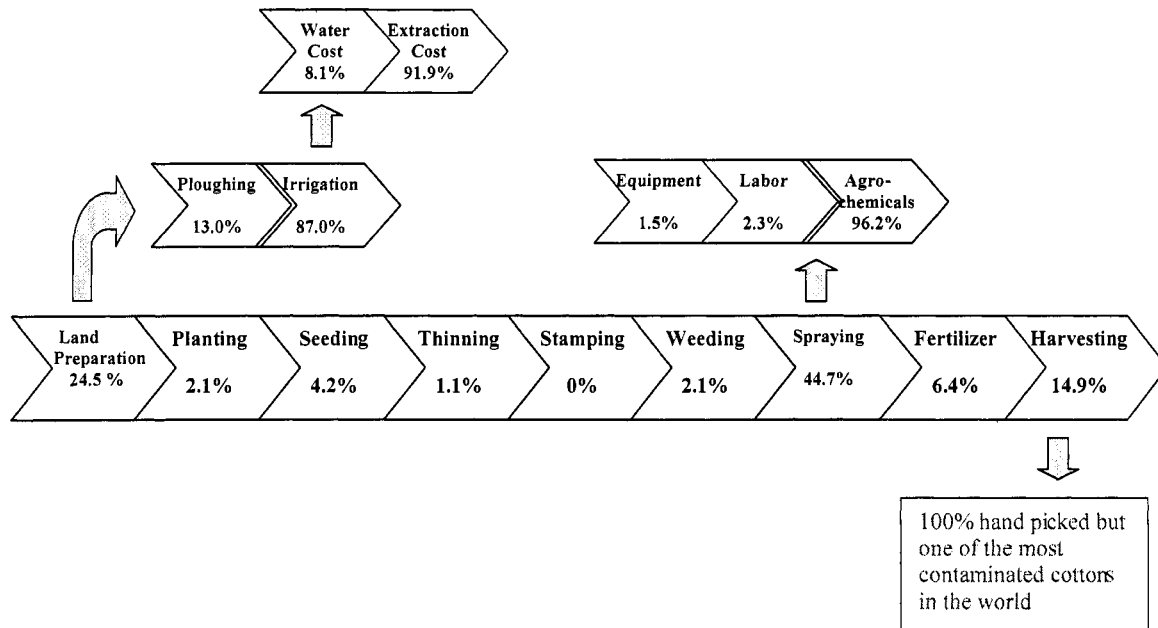 Water
Cost
8.1%
Extraction
Cost
91.9%
Ploughing
13.0%
Irrigation
87.0%
Equipment
1.5%
Labor
2.3%
Agro-
chemicals
96.2%
Land
Preparation
24.5 %
Planting
2.1%
Seeding
4.2%
Thinning
1.1%
Stamping
0%
Weeding
2.1%
Spraying
44.7%
Fertilizer
6.4%
Harvesting
14.9%
100% hand picked but
one of the most
contaminated cottons
in the world